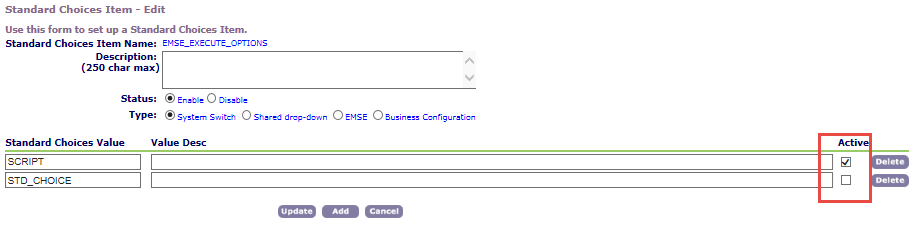 Standard Choices Item - Edit
Use this form to set up a Standard Choices Item.
Standard Choices Item Name: EMSE_EXECUTE_OPTIONS
Description:
(250 char max)
Status: Enable Disable
Type: System Switch Shared drop-down EMSE Business Configuration
Standard Choices Value Value Desc Active
SCRIPT Delete
STD_CHOICE Delete
Update Add Cancel